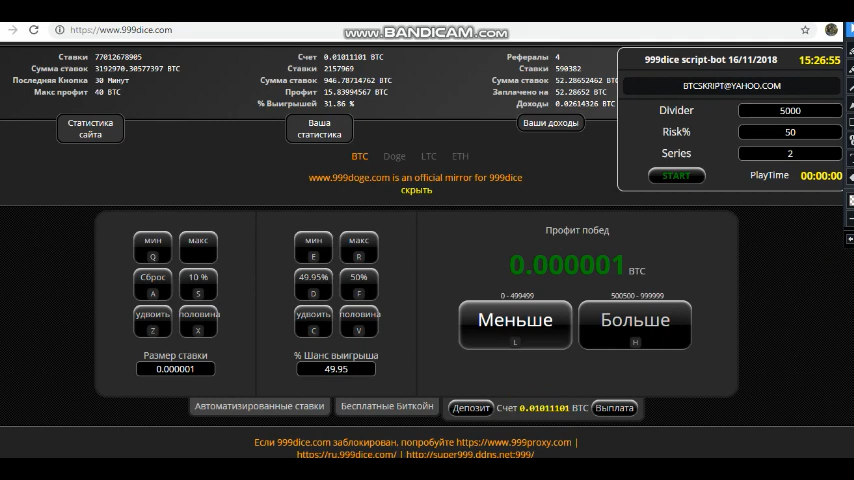 https://www.999dice.com
www.BANDICAM.com
Ставки 77012678905
Сумма ставок 3192970.30577397 BTC
Последняя Кнопка 30 Минут
Макс профит 40 BTC
Статистика сайта
Счет 0.01011101 BTC
Ставки 2157969
Сумма ставок 946.78714762 BTC
Профит 15.83994567 BTC
% Выигрышей 31.86 %
Ваша статистика
Рефералы 4
Ставки 590382
Сумма ставок 52.28652462 BTC
Заплачено на 52.28652 BTC
Доходы 0.02614326 BTC
Ваши доходы
999dice script-bot 16/11/2018 15:26:55
BTCSKRIPT@YAHOO.COM
Divider 5000
Risk% 50
Series 2
START PlayTime 00:00:00
BTC Doge LTC ETH
www.999doge.com is an official mirror for 999dice
скрыть
мин Q макс
Сброс A 10 % S
удвоить Z половина X
Размер ставки
0.000001
мин E макс R
49.95% D 50% F
удвоить C половина V
% Шанс выигрыша
49.95
Профит побед
0.000001 BTC
0 - 499499 500500 - 999999
Меньше L Больше H
Автоматизированные ставки Бесплатные Биткойн Депозит Счет 0.01011101 BTC Выплата
Если 999dice.com заблокирован, попробуйте https://www.999proxy.com |
https://ru.999dice.com/ | http://super999.ddns.net:999/